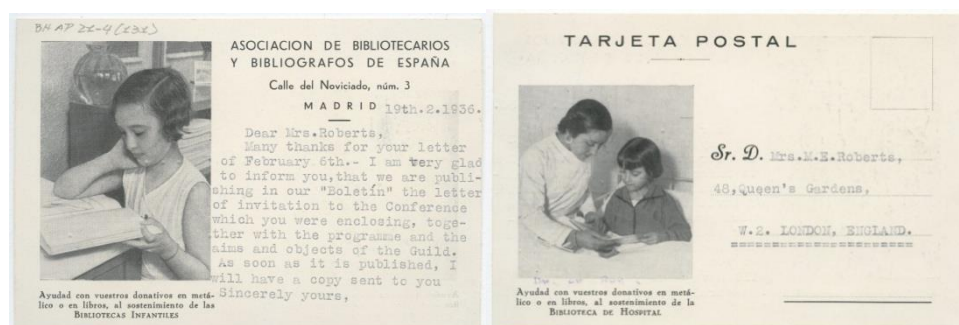 BH AP 21-4 (131)
ASOCIACION DE BIBLIOTECARIOS
Y BIBLIOGRAFOS DE ESPAÑA
Calle del Noviciado, núm. 3
MADRID 19th.2.1936.
Dear Mrs.Roberts,
Many thanks for your letter
of February 6th.- I am very glad
to inform you,that we are publi-
shing in our "Boletín" the letter
of invitation to the Conference
which you were enclosing, toge-
ther with the programme and the
aims and objects of the Guild.
As soon as it is published, I
will have a copy sent to you
Sincerely yours,
Ayudad con vuestros donativos en metá-
lico o en libros, al sostenimiento de las
BIBLIOTECAS INFANTILES
TARJETA POSTAL
Sr. D. Mrs.M.E.Roberts,
48,Queen's Gardens,
W.2. LONDON, ENGLAND.
Ayudad con vuestros donativos en metá-
lico o en libros, al sostenimiento de la
BIBLIOTECA DE HOSPITAL